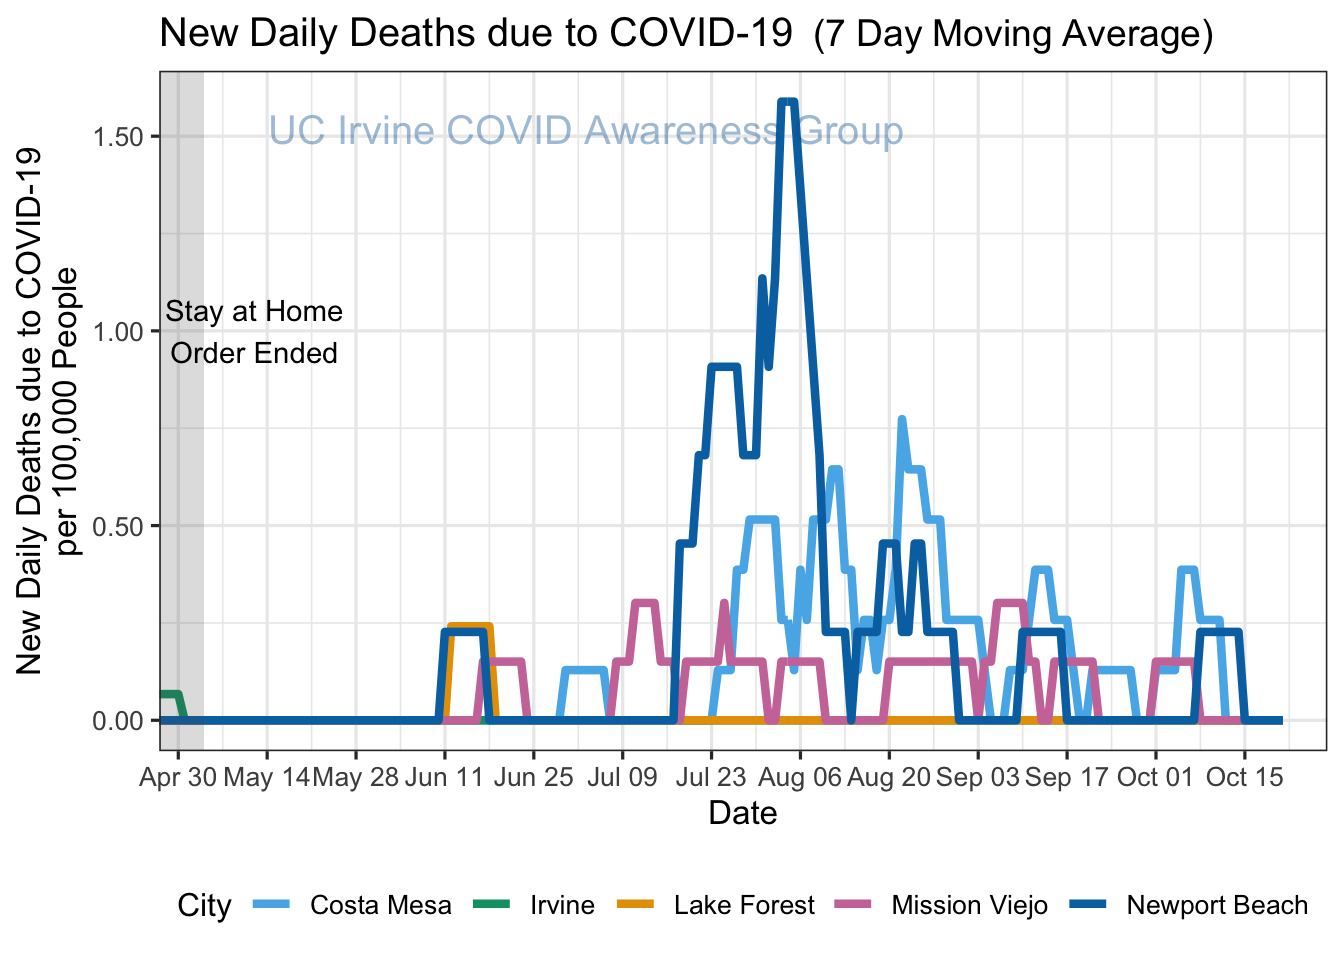 New Daily Deaths due to COVID-19 (7 Day Moving Average)
UC Irvine COVID Awareness Group
New Daily Deaths due to COVID-19
per 100,000 People
1.50
1.00
0.50
0.00
Stay at Home
Order Ended
Apr 30 May 14 May 28 Jun 11 Jun 25 Jul 09 Jul 23 Aug 06 Aug 20 Sep 03 Sep 17 Oct 01 Oct 15
Date
City Costa Mesa Irvine Lake Forest Mission Viejo Newport Beach